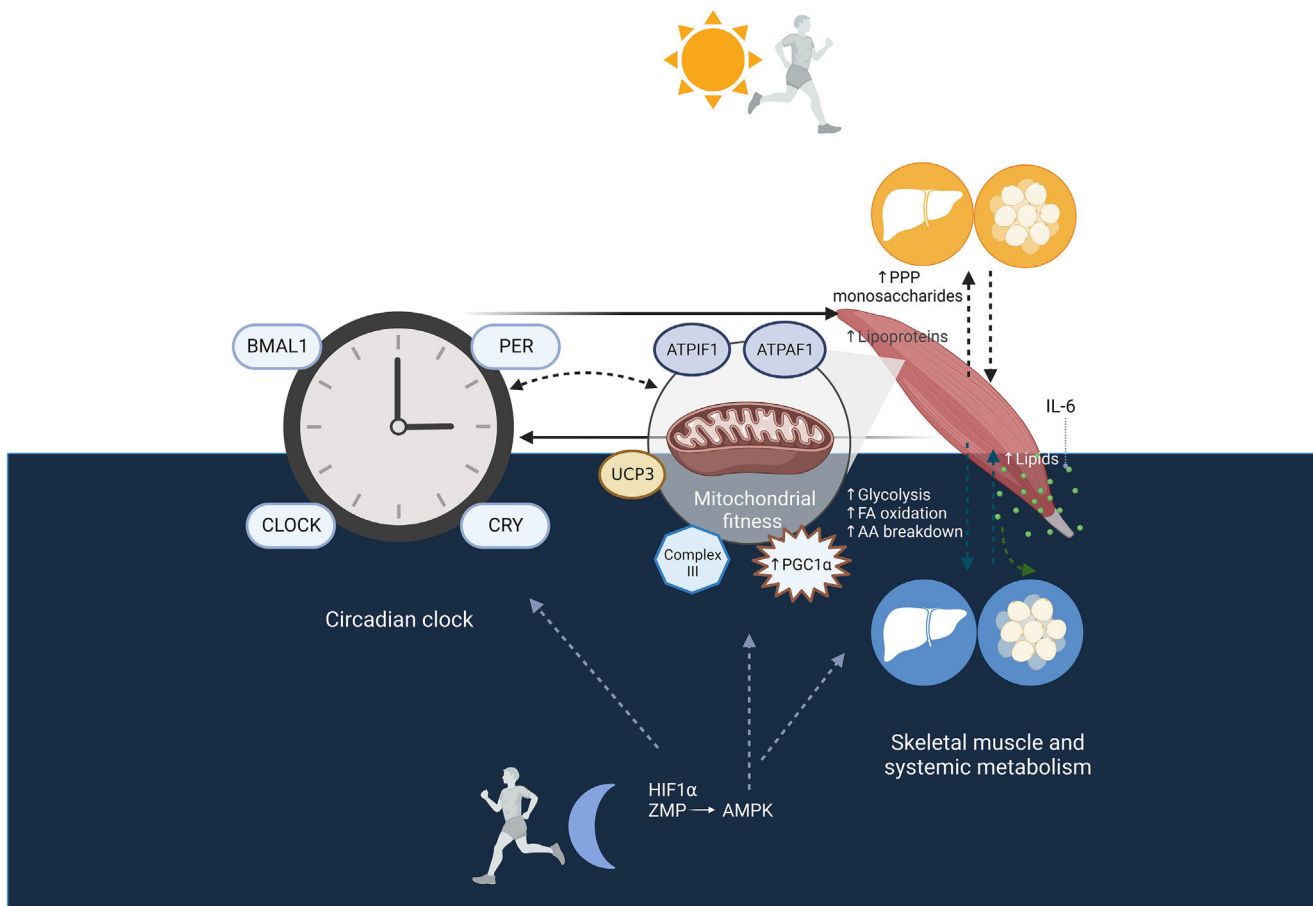 ↑PPP
monosaccharides
↑Lipoproteins
BMAL1
PER
ATPIF1
ATPAF1
IL-6
UCP3
↑Lipids
Mitochondrial
fitness
↑Glycolysis
↑FA oxidation
↑AA breakdown
CLOCK
CRY
Complex
III
↑PGC1α
Circadian clock
Skeletal muscle and
systemic metabolism
HIF1α
ZMP → AMPK